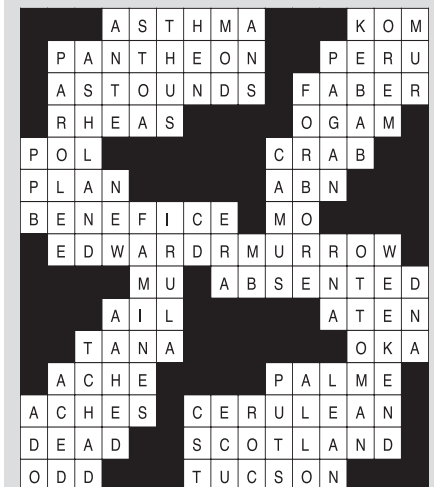 ASTHMA KOM
PANTHEON PERU
ASTOUNDS FABER
RHEAS OGAM
POL CRAB
PLAN ABN
BENEFICE MO
EDWARDRMURROW
MU ABSENTED
AIL ATEN
TANA OKA
ACHE PALME
ACHES CERULEAN
DEAD SCOTLAND
ODD TUCSON